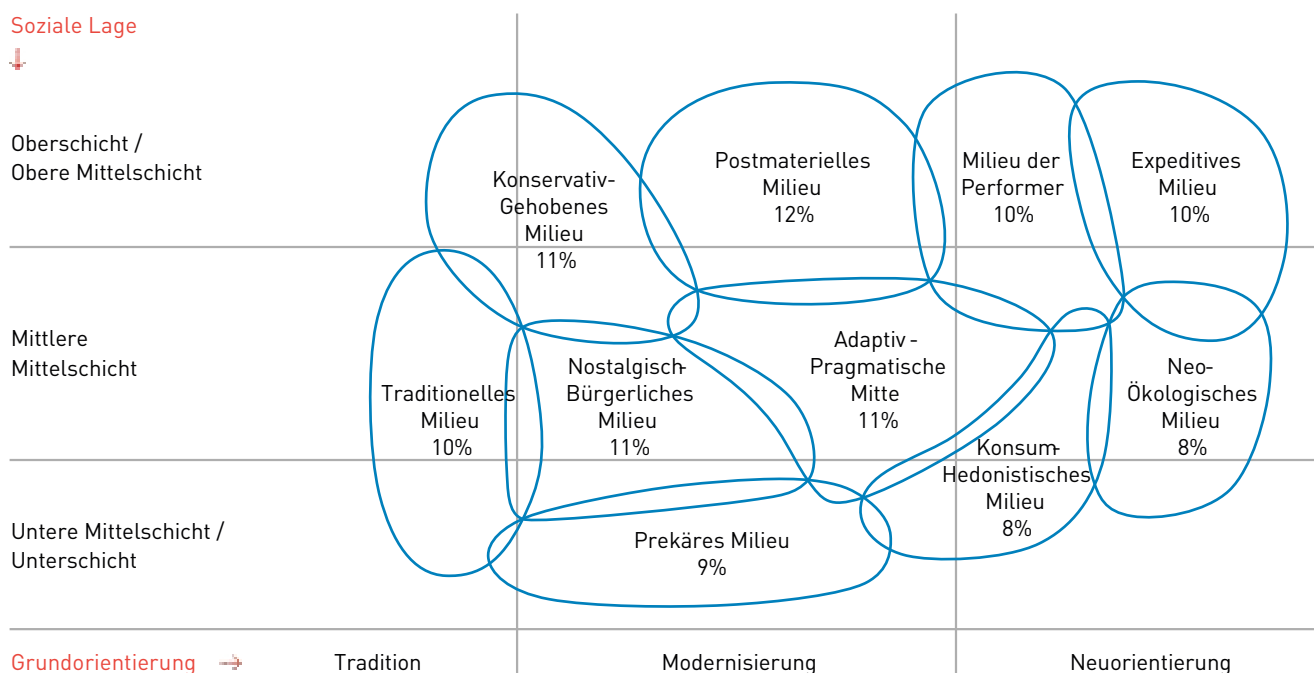 Soziale Lage
Oberschicht /
Obere Mittelschicht
Konservativ-
Gehobenes
Milieu
11%
Postmaterielles
Milieu
12%
Milieu der
Performer
10%
Expeditives
Milieu
10%
Mittlere
Mittelschicht
Traditionelles
Milieu
10%
Nostalgisch-
Bürgerliches
Milieu
11%
Adaptiv-
Pragmatische
Mitte
11%
Konsum-
Hedonistisches
Milieu
8%
Neo-
Ökologisches
Milieu
8%
Untere Mittelschicht /
Unterschicht
Prekäres Milieu
9%
Grundorientierung
Tradition
Modernisierung
Neuorientierung